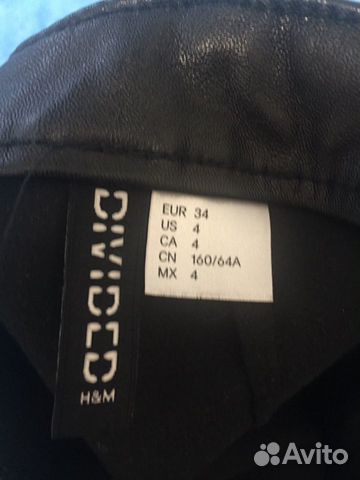 DIVIDED
H&M
EUR 34
US 4
CA 4
CN 160/64A
MX 4
Avito